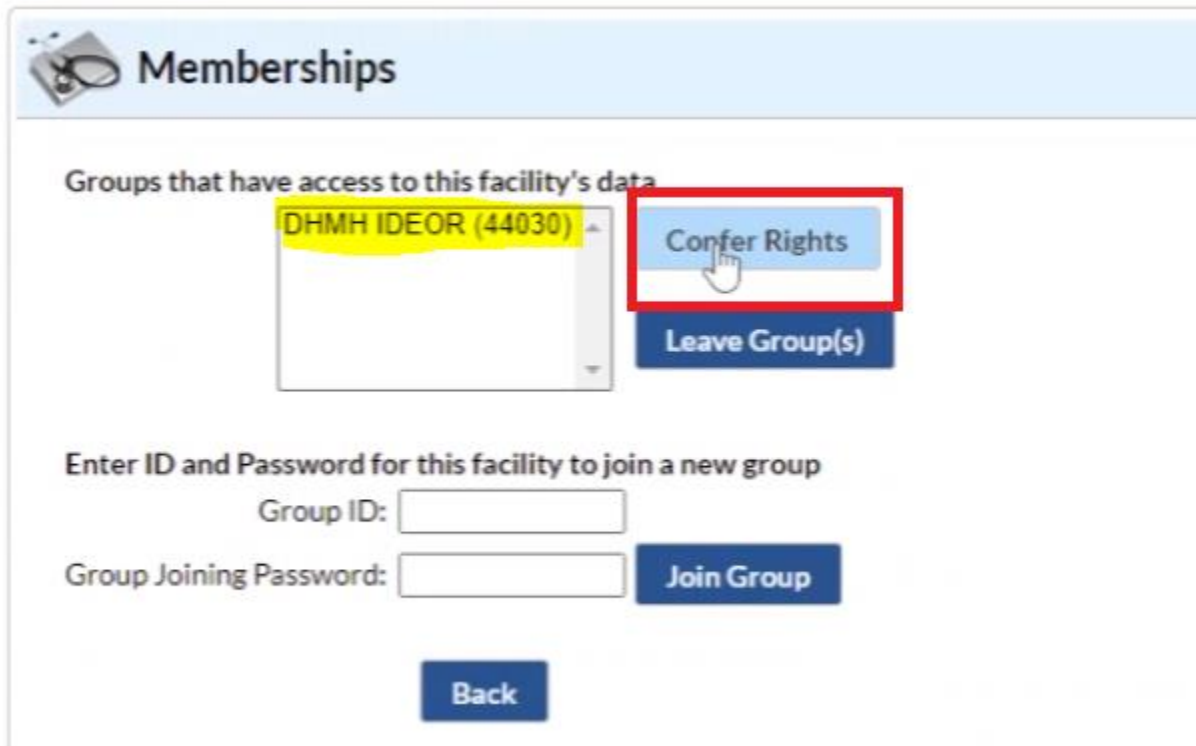 Memberships
Groups that have access to this facility's data
DHMH IDEOR (44030)
Confer Rights
Leave Group(s)
Enter ID and Password for this facility to join a new group
Group ID:
Group Joining Password:
Join Group
Back